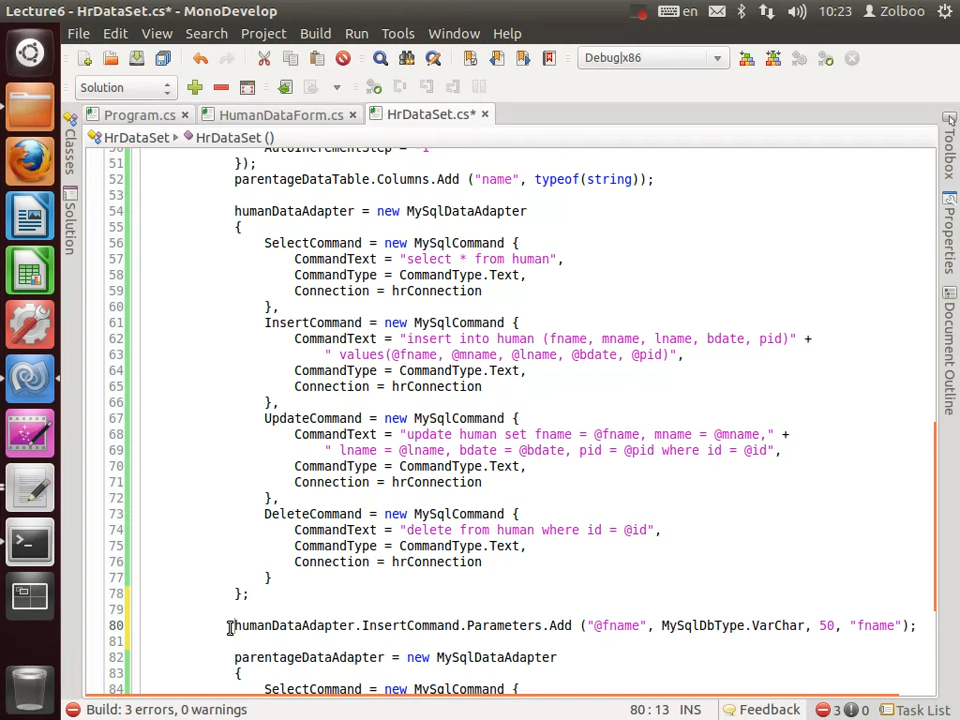 Lecture6 - HrDataSet.cs* - MonoDevelop en 10:23 Zolboo
File Edit View Search Project Build Run Tools Window Help
Debug|x86
Solution
Program.cs HumanDataForm.cs HrDataSet.cs*
HrDataSet HrDataSet ()
Classes
Solution
Toolbox
Properties
Document Outline
50 AutoIncrementStep = -1
51 });
52 parentageDataTable.Columns.Add ("name", typeof(string));
53
54 humanDataAdapter = new MySqlDataAdapter
55 {
56 SelectCommand = new MySqlCommand {
57 CommandText = "select * from human",
58 CommandType = CommandType.Text,
59 Connection = hrConnection
60 },
61 InsertCommand = new MySqlCommand {
62 CommandText = "insert into human (fname, mname, lname, bdate, pid)" +
63 " values(@fname, @mname, @lname, @bdate, @pid)",
64 CommandType = CommandType.Text,
65 Connection = hrConnection
66 },
67 UpdateCommand = new MySqlCommand {
68 CommandText = "update human set fname = @fname, mname = @mname," +
69 " lname = @lname, bdate = @bdate, pid = @pid where id = @id",
70 CommandType = CommandType.Text,
71 Connection = hrConnection
72 },
73 DeleteCommand = new MySqlCommand {
74 CommandText = "delete from human where id = @id",
75 CommandType = CommandType.Text,
76 Connection = hrConnection
77 }
78 };
79
80 humanDataAdapter.InsertCommand.Parameters.Add ("@fname", MySqlDbType.VarChar, 50, "fname");
81
82 parentageDataAdapter = new MySqlDataAdapter
83 {
84 SelectCommand = new MySqlCommand {
Build: 3 errors, 0 warnings 80 : 13 INS Feedback 3 0 Task List